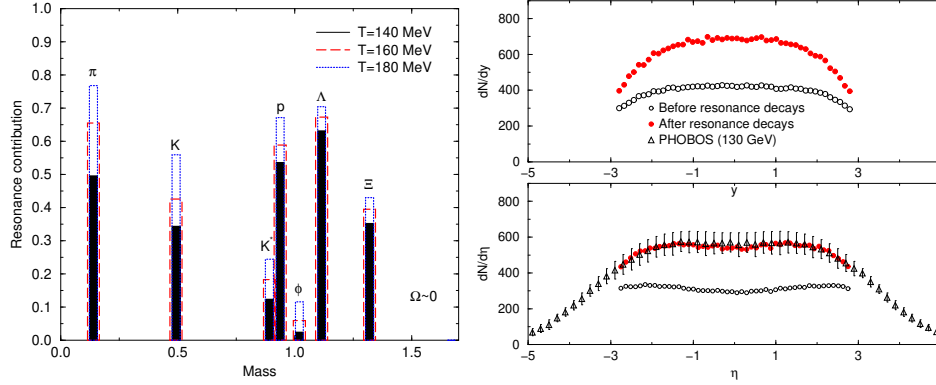 1.0
0.9
0.8
0.7
0.6
0.5
0.4
0.3
0.2
0.1
0.0
Resonance contribution
T=140 MeV
T=160 MeV
T=180 MeV
π
K
K*
p
ϕ
Λ
Ξ
Ω~0
0.0 0.5 1.0 1.5
Mass
800
600
400
200
0
dN/dy
Before resonance decays
After resonance decays
PHOBOS (130 GeV)
−5 −3 −1 1 3 5
y
800
600
400
200
0
dN/dη
−5 −3 −1 1 3 5
η